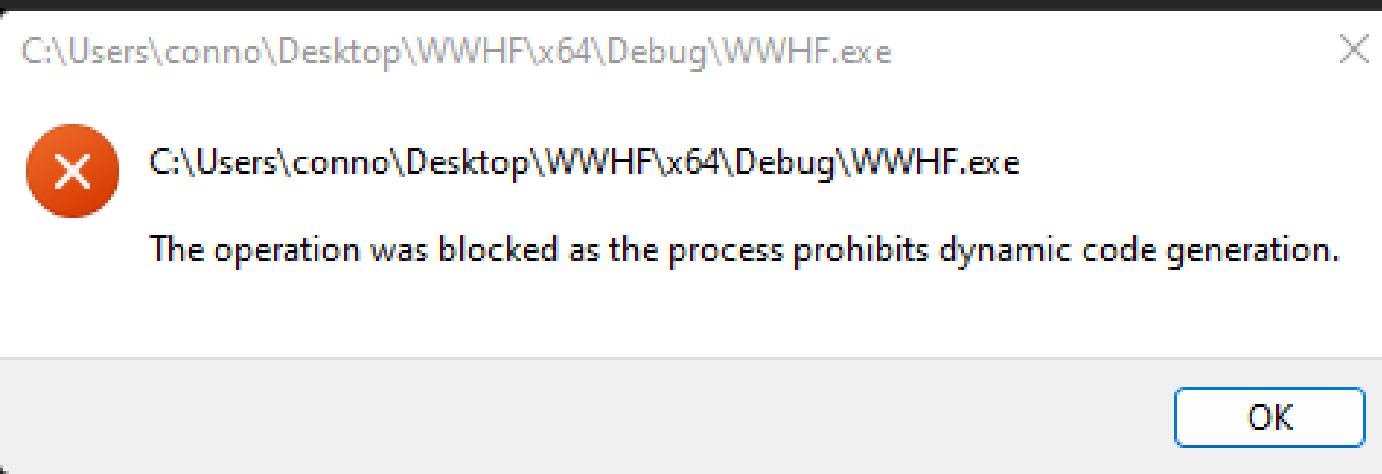 C:\Users\conno\Desktop\WWHF\x64\Debug\WWHF.exe
C:\Users\conno\Desktop\WWHF\x64\Debug\WWHF.exe
The operation was blocked as the process prohibits dynamic code generation.
OK